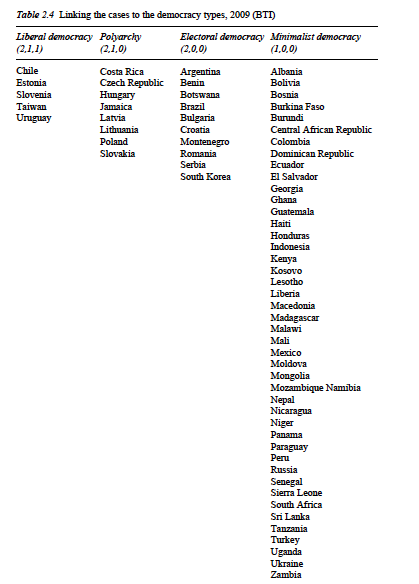 Table 2.4 Linking the cases to the democracy types, 2009 (BTI)
Liberal democracy Polyarchy Electoral democracy Minimalist democracy
(2,1,1) (2,1,0) (2,0,0) (1,0,0)
Chile Costa Rica Argentina Albania
Estonia Czech Republic Benin Bolivia
Slovenia Hungary Botswana Bosnia
Taiwan Jamaica Brazil Burkina Faso
Uruguay Latvia Bulgaria Burundi
Lithuania Croatia Central African Republic
Poland Montenegro Colombia
Slovakia Romania Dominican Republic
Serbia Ecuador
South Korea El Salvador
Georgia
Ghana
Guatemala
Haiti
Honduras
Indonesia
Kenya
Kosovo
Lesotho
Liberia
Macedonia
Madagascar
Malawi
Mali
Mexico
Moldova
Mongolia
Mozambique Namibia
Nepal
Nicaragua
Niger
Panama
Paraguay
Peru
Russia
Senegal
Sierra Leone
South Africa
Sri Lanka
Tanzania
Turkey
Uganda
Ukraine
Zambia